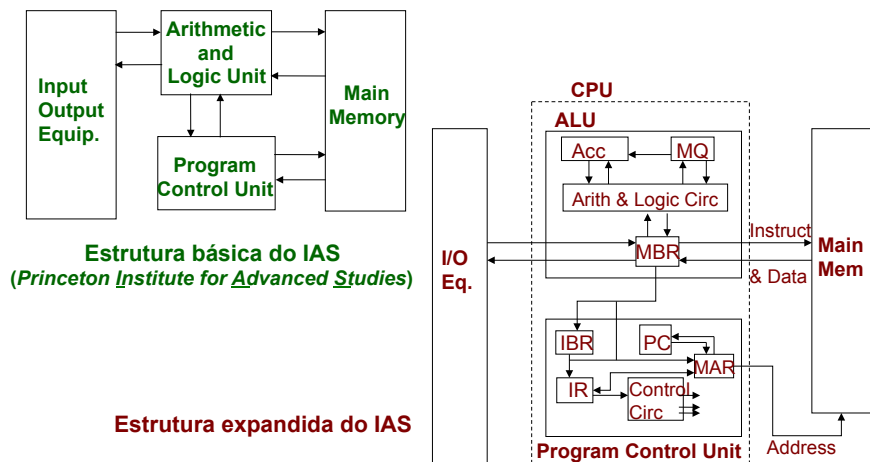 Input
Output
Equip.
Arithmetic
and
Logic Unit
Program
Control Unit
Main
Memory
Estrutura básica do IAS
(Princeton Institute for Advanced Studies)
CPU
ALU
Acc
MQ
Arith & Logic Circ
MBR
I/O
Eq.
Instruct
& Data
Main
Mem
IBR
PC
MAR
IR
Control
Circ
Program Control Unit
Address
Estrutura expandida do IAS